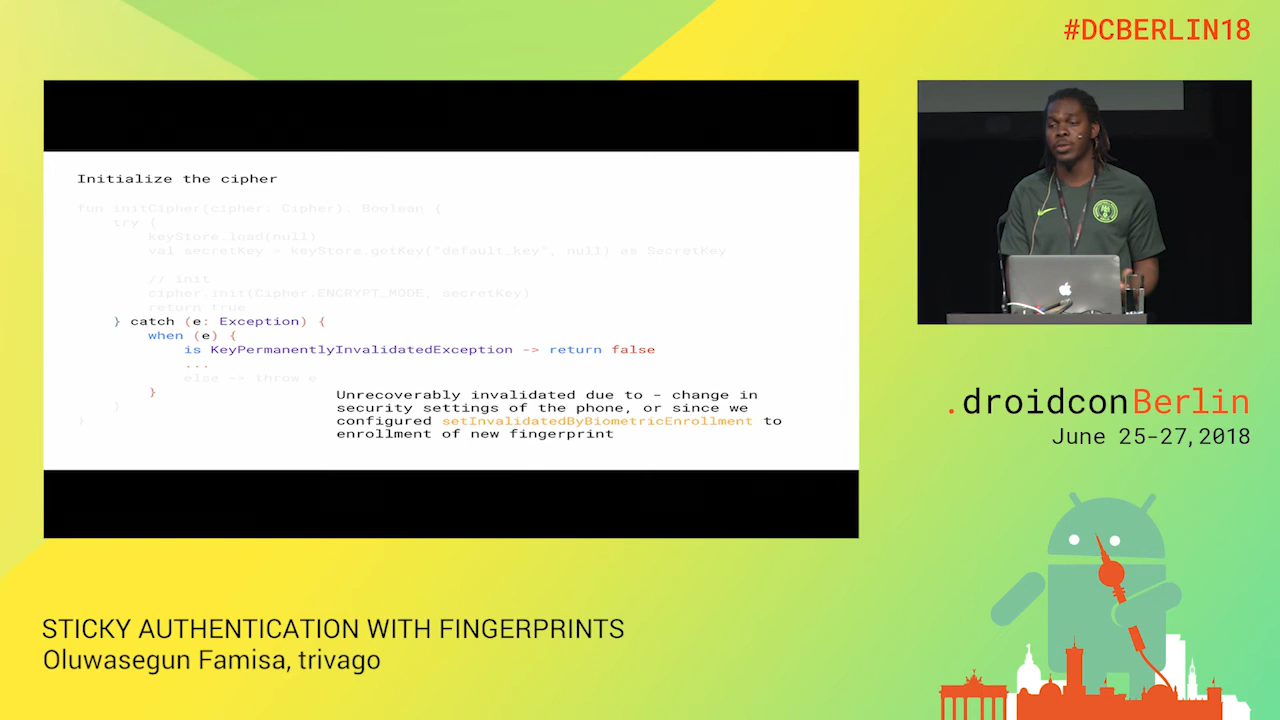 #DCBERLIN18
Initialize the cipher
fun initCipher(cipher: Cipher), Boolean {
try {
keyStore.load(null)
val secretKey = keyStore.getKey("default_key", null) as SecretKey
// init
cipher.init(Cipher.ENCRYPT_MODE, secretKey)
return true
} catch (e: Exception) {
when (e) {
is KeyPermanentlyInvalidatedException -> return false
...
else -> throw e
}
}
}
Unrecoverably invalidated due to - change in
security settings of the phone, or since we
configured setInvalidatedByBiometricEnrollment to
enrollment of new fingerprint
.droidconBerlin
June 25-27,2018
STICKY AUTHENTICATION WITH FINGERPRINTS
Oluwasegun Famisa, trivago